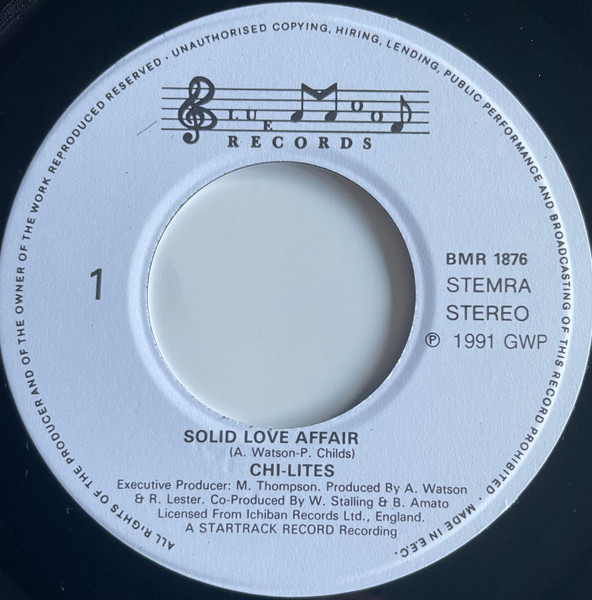 ALL RIGHTS OF THE PRODUCER AND OF THE OWNER OF THE WORK REPRODUCED RESERVED · UNAUTHORISED COPYING, HIRING, LENDING, PUBLIC PERFORMANCE AND BROADCASTING OF THIS RECORD PROHIBITED · MADE IN E.E.C. ·
BLUE MOOD
RECORDS
1
BMR 1876
STEMRA
STEREO
℗ 1991 GWP
SOLID LOVE AFFAIR
(A. Watson-P. Childs)
CHI-LITES
Executive Producer: M. Thompson. Produced By A. Watson
& R. Lester. Co-Produced By W. Stalling & B. Amato
Licensed From Ichiban Records Ltd., England.
A STARTRACK RECORD Recording